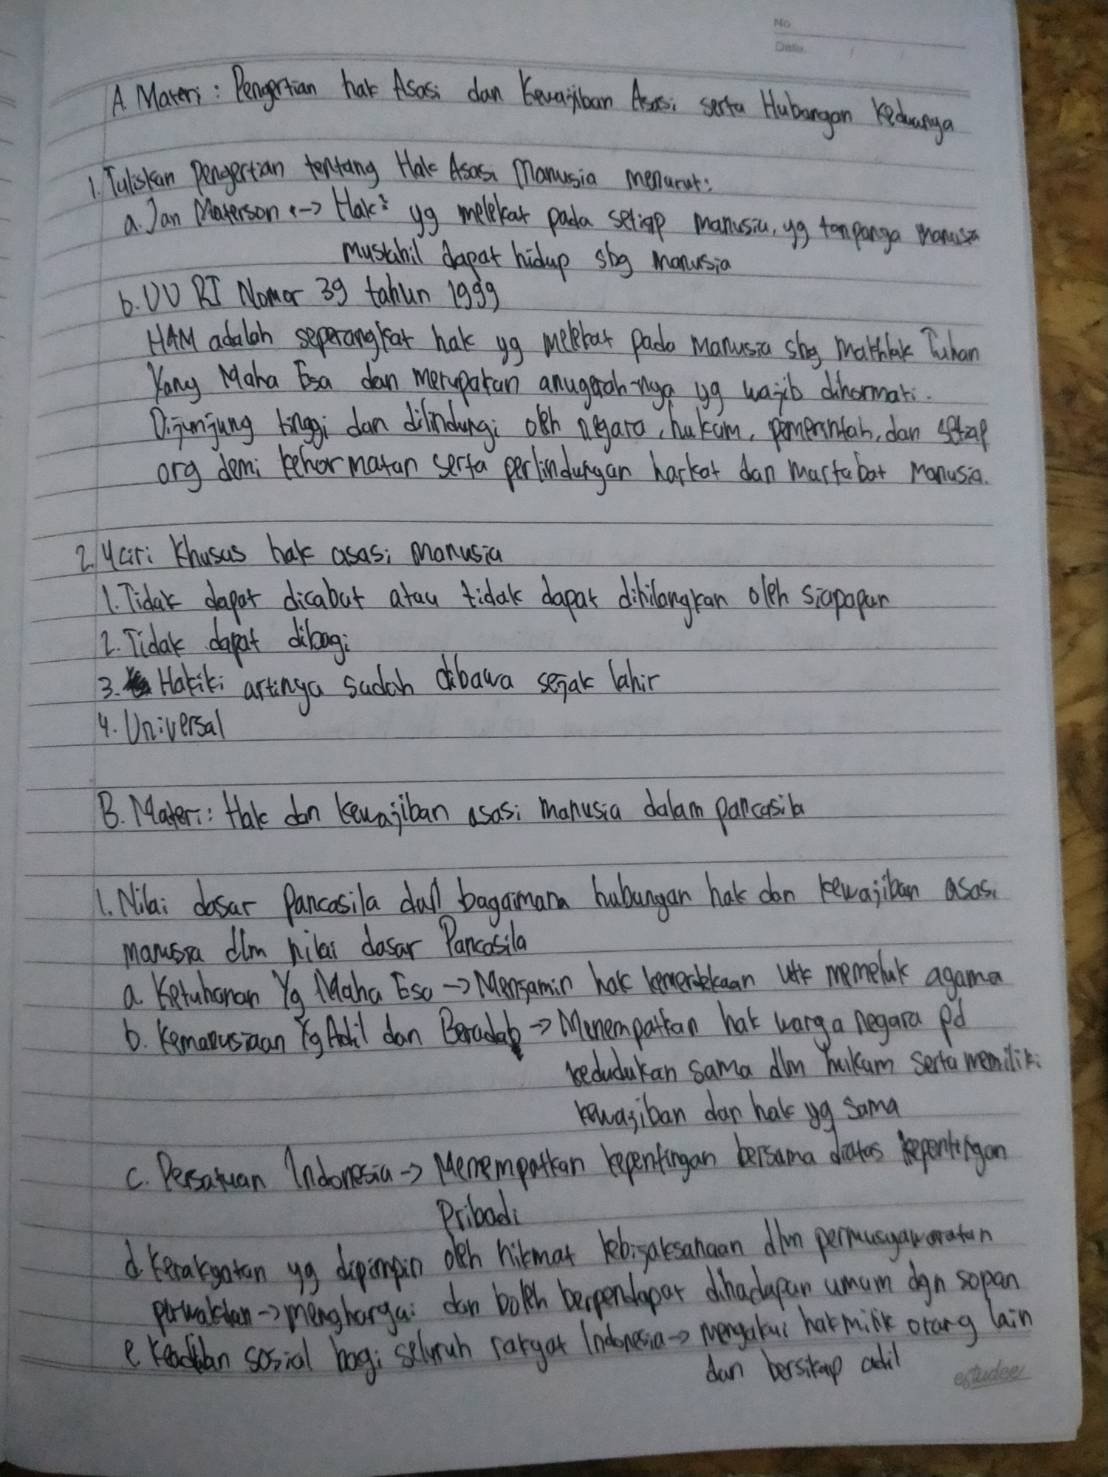 No
Date
A. Materi : Pengertian hak Asasi dan Kewajiban Asasi serta Hubungan Keduanya
1. Tuliskan Pengertian tentang Hak Asasi Manusia menurut:
a. Jan Materson <-> Hak² yg melekat pada setiap manusia, yg tanpanya manusia
mustahil dapat hidup sbg manusia
b. UU RI Nomor 39 tahun 1999
HAM adalah seperangkat hak yg melekat pada manusia sbg makhluk Tuhan
Yang Maha Esa dan merupakan anugerah-nya yg wajib dihormati.
Dijunjung tinggi dan dilindungi oleh negara, hukum, pemerintah, dan setiap
org demi kehormatan serta perlindungan harkat dan martabat manusia.
2. 4 ciri khusus hak asasi manusia
1. Tidak dapat dicabut atau tidak dapat dihilangkan oleh siapapun
2. Tidak dapat dibagi
3. Hakiki artinya sudah dibawa sejak lahir
4. Universal
B. Materi : Hak dan kewajiban asasi manusia dalam pancasila
1. Nilai dasar Pancasila dan bagaimana hubungan hak dan kewajiban asasi
manusia dlm nilai dasar Pancasila
a. Ketuhanan Yg Maha Esa -> Menjamin hak kemerdekaan utk memeluk agama
b. Kemanusiaan Yg Adil dan Beradab -> Menempatkan hak warga negara pd
kedudukan sama dlm hukum serta memiliki
kewajiban dan hak yg sama
c. Persatuan Indonesia -> Menempatkan kepentingan bersama diatas kepentingan
Pribadi
d. Kerakyatan yg dipimpin oleh hikmat kebijaksanaan dlm permusyawaratan
perwakilan -> menghargai dan boleh berpendapat dihadapan umum dgn sopan
e. Keadilan sosial bagi seluruh rakyat Indonesia -> mengakui hak milik orang lain
dan bersikap adil
estudee